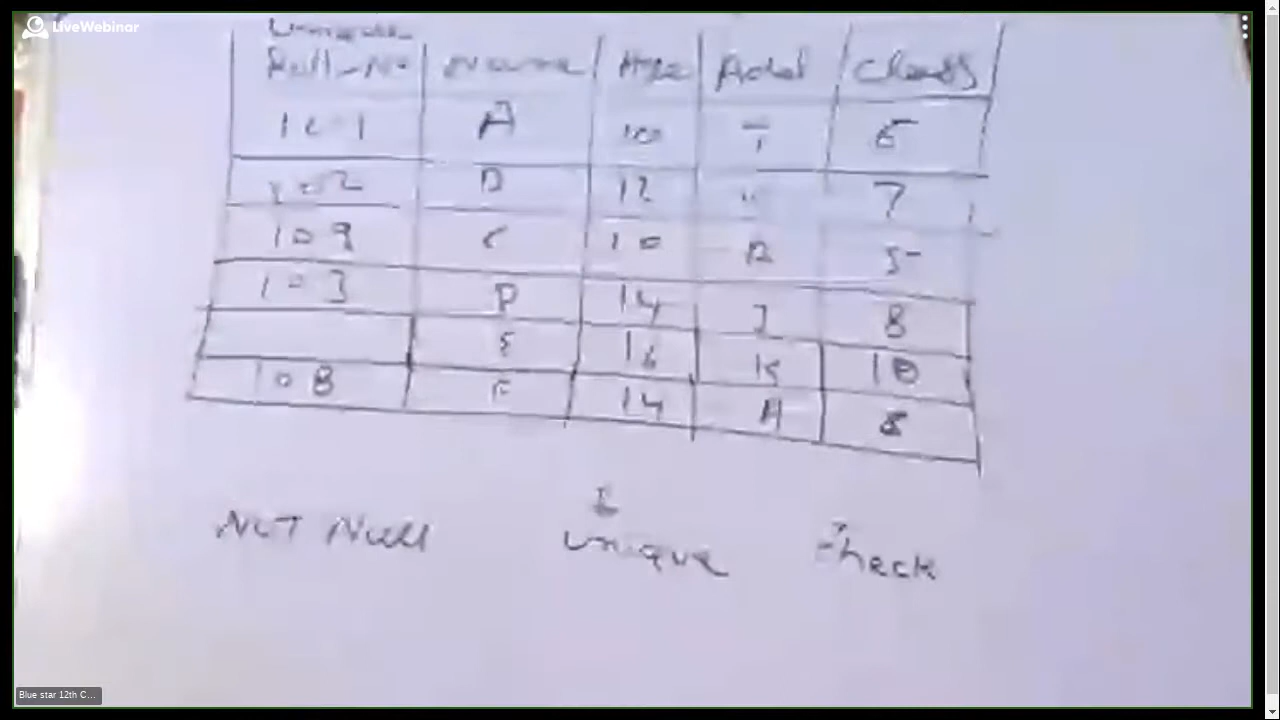 LiveWebinar
Roll-No Name Age Add Class
101 A 10 6
102 B 12 7
109 C 10 5
103 D 14 J 8
E 16 K 10
108 F 14 A 8
NOT Null unique check
Blue star 12th C...